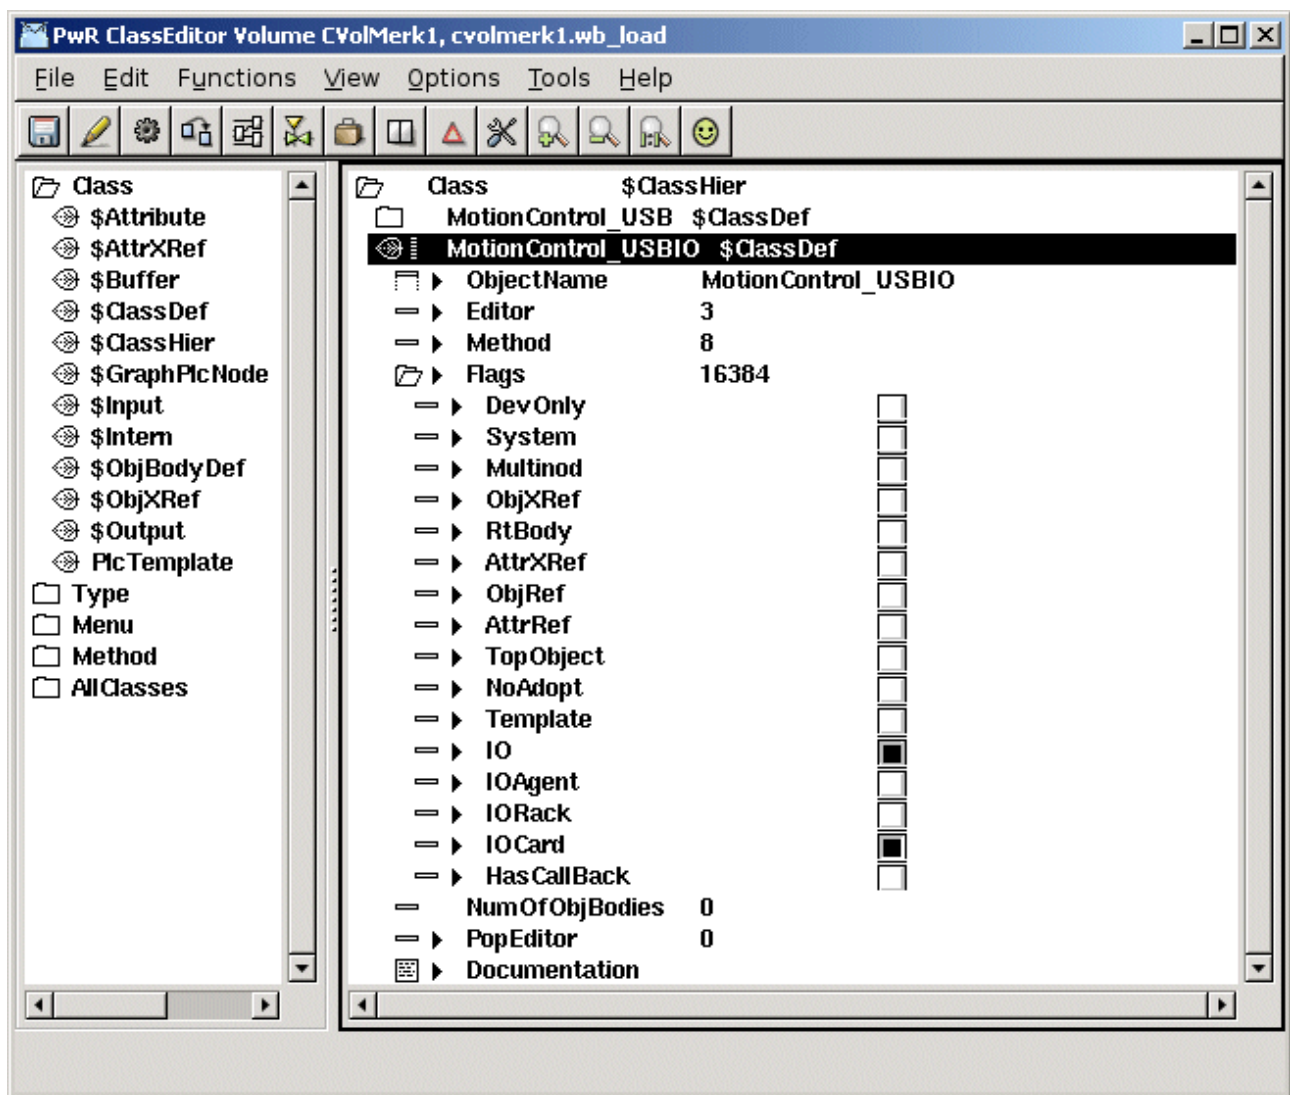 PwR ClassEditor Volume CVolMerk1, cvolmerk1.wb_load
File Edit Functions View Options Tools Help
Class
$Attribute
$AttrXRef
$Buffer
$ClassDef
$ClassHier
$GraphPlcNode
$Input
$Intern
$ObjBodyDef
$ObjXRef
$Output
PlcTemplate
Type
Menu
Method
AllClasses
Class $ClassHier
MotionControl_USB $ClassDef
MotionControl_USBIO $ClassDef
ObjectName MotionControl_USBIO
Editor 3
Method 8
Flags 16384
DevOnly
System
Multinod
ObjXRef
RtBody
AttrXRef
ObjRef
AttrRef
TopObject
NoAdopt
Template
IO
IOAgent
IORack
IOCard
HasCallBack
NumOfObjBodies 0
PopEditor 0
Documentation